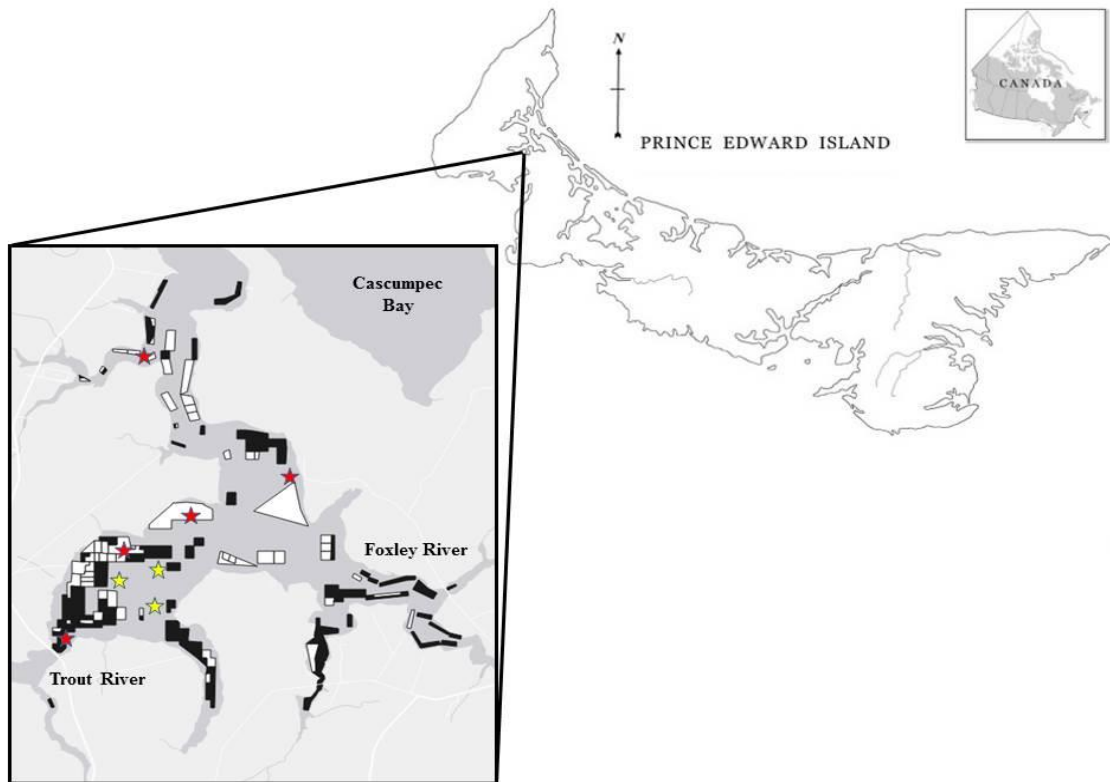 N
PRINCE EDWARD ISLAND
CANADA
Cascumpec
Bay
Foxley River
Trout River